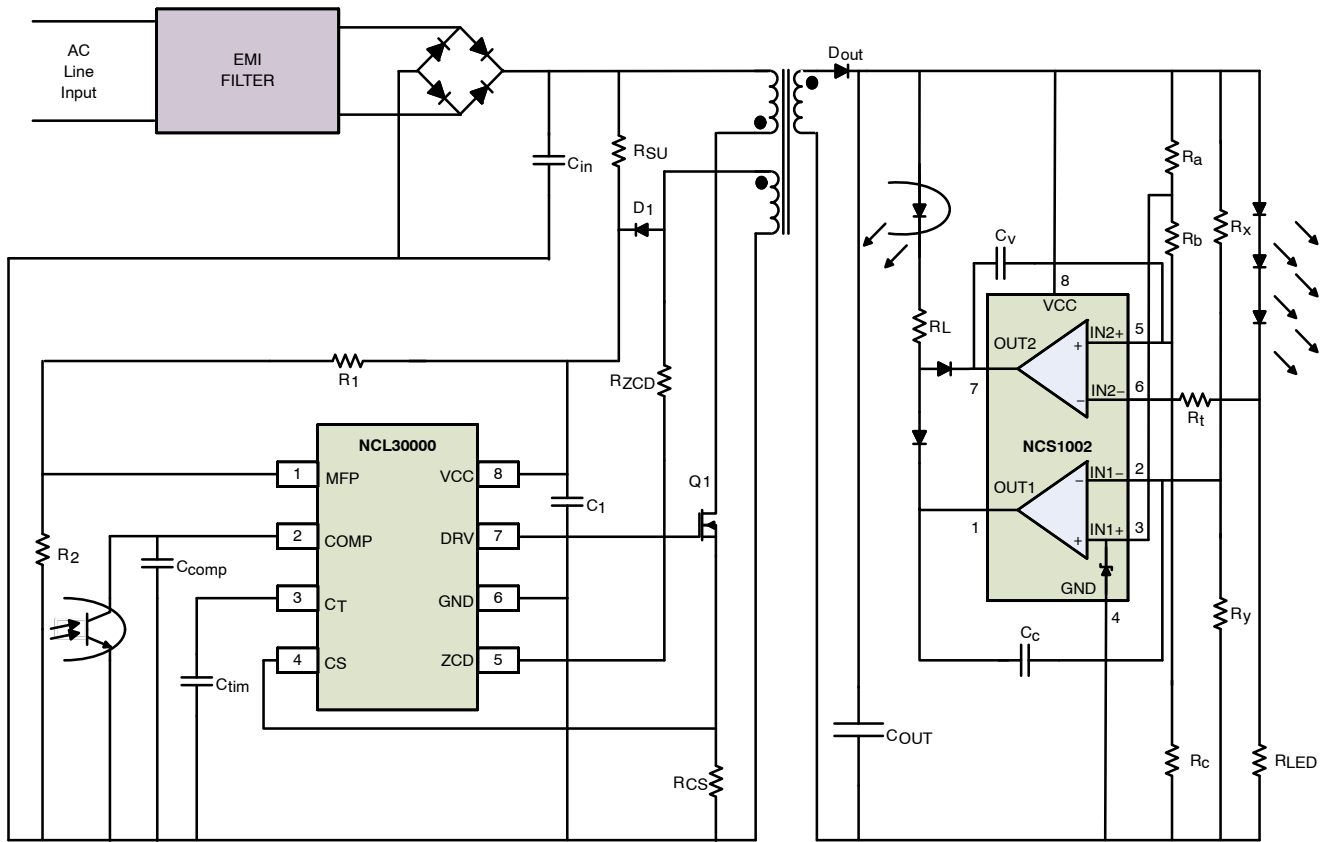 AC
Line
Input
EMI
FILTER
Cin
RSU
D1
Dout
Ra
Rb
Rx
Cv
8
VCC
RL
OUT2
IN2+
5
+
7
−
IN2−
6
Rt
NCS1002
OUT1
−
IN1−
2
1
+
IN1+
3
GND
4
Cc
Ry
COUT
Rc
RLED
R1
RZCD
NCL30000
1
MFP
VCC
8
C1
Q1
R2
2
COMP
DRV
7
Ccomp
3
CT
GND
6
4
CS
ZCD
5
Ctim
RCS